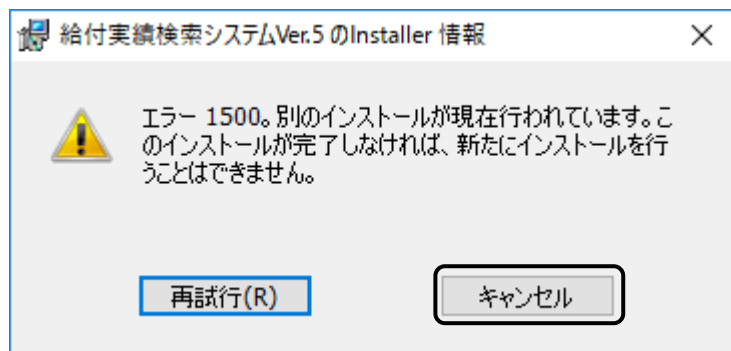 給付実績検索システムVer.5 のInstaller 情報
エラー 1500。別のインストールが現在行われています。こ
のインストールが完了しなければ、新たにインストールを行
うことはできません。
再試行(R)
キャンセル